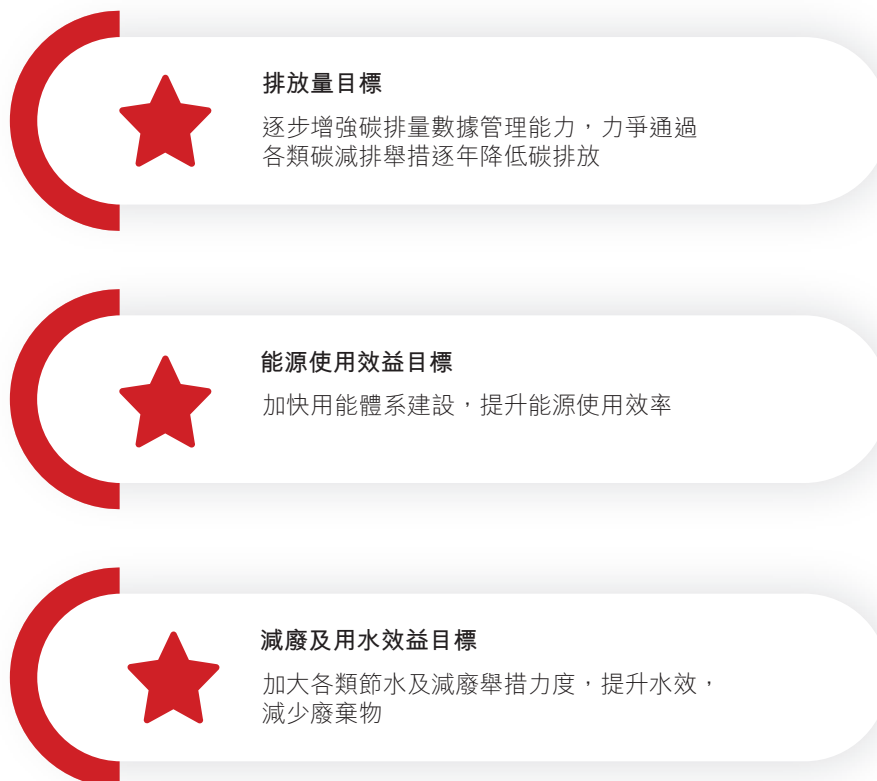 排放量目標
逐步增強碳排量數據管理能力，力爭通過
各類碳減排舉措逐年降低碳排放
能源使用效益目標
加快用能體系建設，提升能源使用效率
減廢及用水效益目標
加大各類節水及減廢舉措力度，提升水效，
減少廢棄物